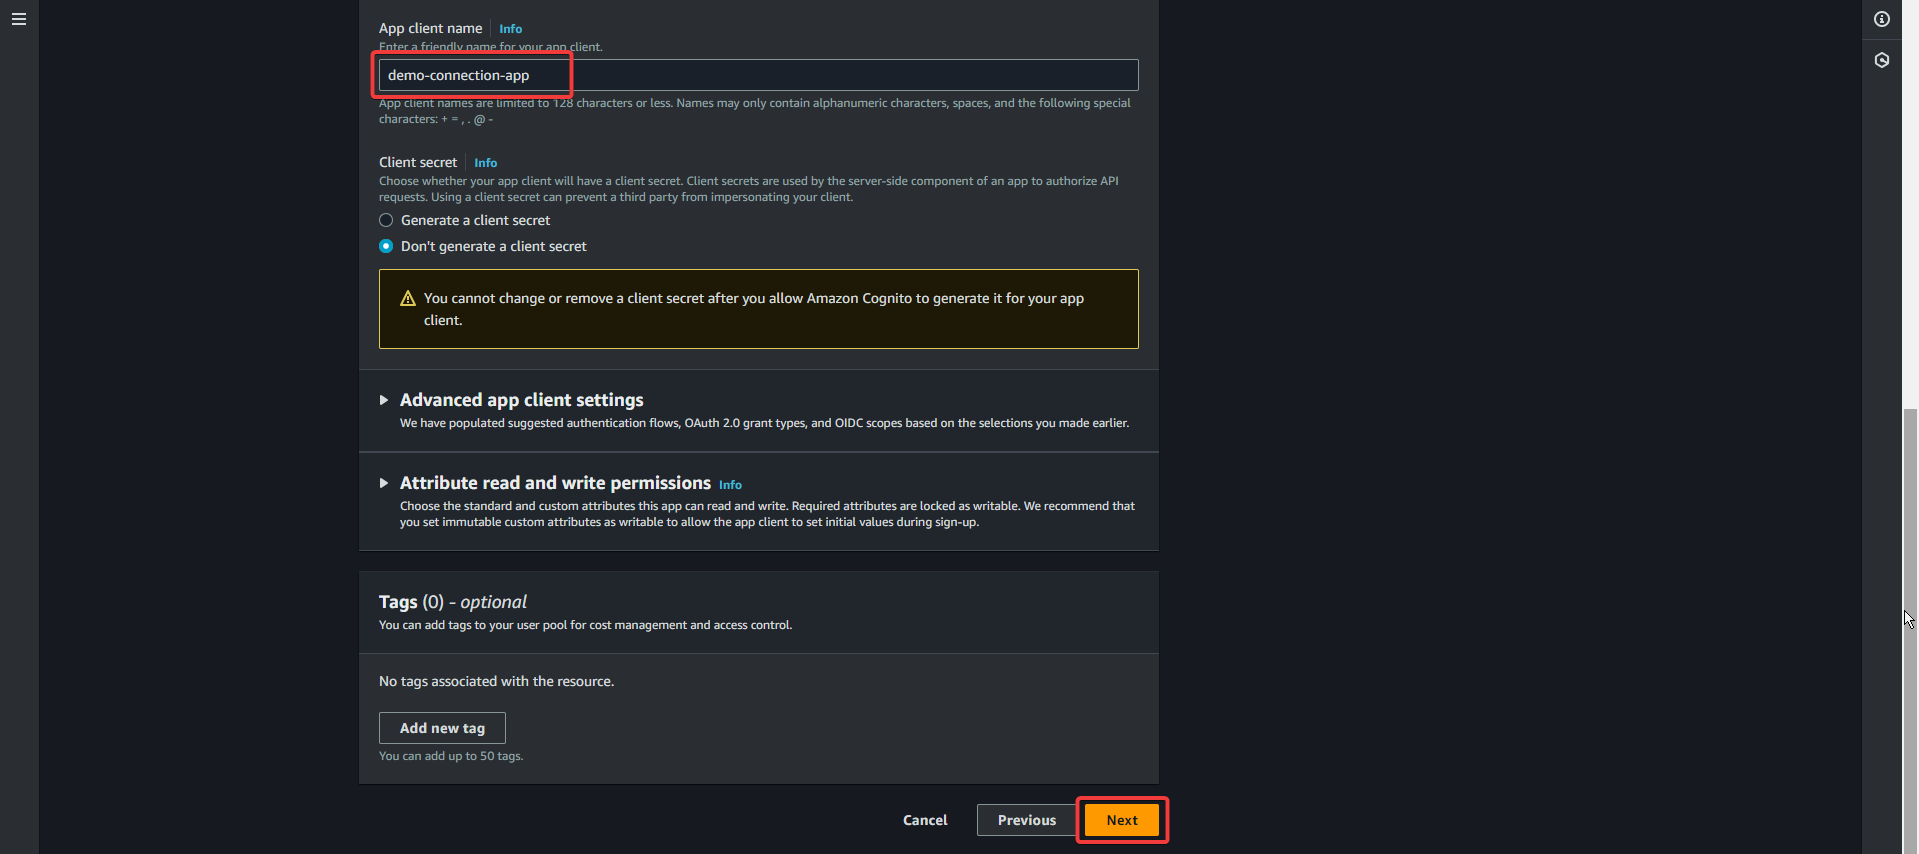 App client name Info
Enter a friendly name for your app client.
demo-connection-app
App client names are limited to 128 characters or less. Names may only contain alphanumeric characters, spaces, and the following special
characters: + = , . @ -
Client secret Info
Choose whether your app client will have a client secret. Client secrets are used by the server-side component of an app to authorize API
requests. Using a client secret can prevent a third party from impersonating your client.
Generate a client secret
Don't generate a client secret
You cannot change or remove a client secret after you allow Amazon Cognito to generate it for your app
client.
Advanced app client settings
We have populated suggested authentication flows, OAuth 2.0 grant types, and OIDC scopes based on the selections you made earlier.
Attribute read and write permissions Info
Choose the standard and custom attributes this app can read and write. Required attributes are locked as writable. We recommend that
you set immutable custom attributes as writable to allow the app client to set initial values during sign-up.
Tags (0) - optional
You can add tags to your user pool for cost management and access control.
No tags associated with the resource.
Add new tag
You can add up to 50 tags.
Cancel Previous Next